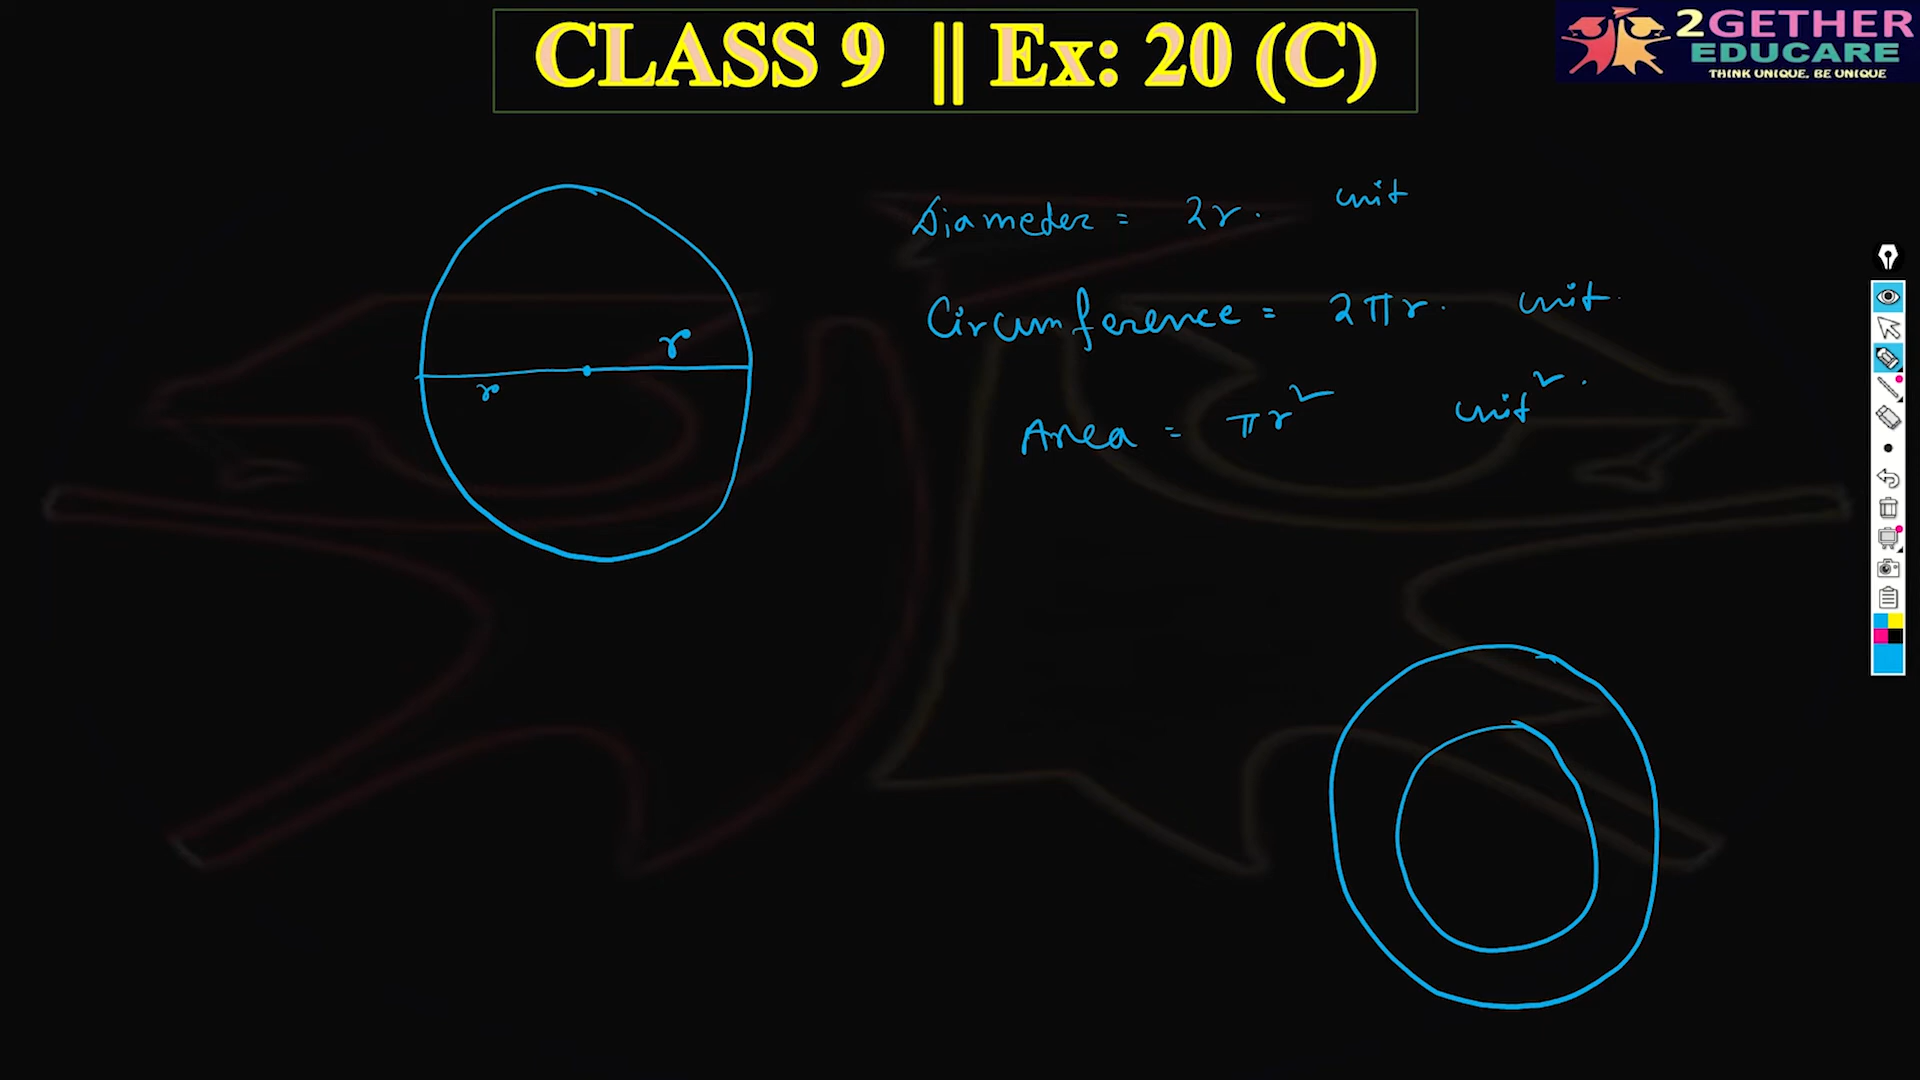 CLASS 9 || Ex: 20 (C)
2GETHER
EDUCARE
THINK UNIQUE, BE UNIQUE
Diameter = 2r. unit
Circumference = 2πr. unit.
Area = πr² unit².
r
r